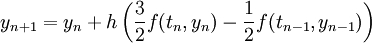 y_{n+1} = y_n + h \left( \frac{3}{2} f(t_n, y_n) - \frac{1}{2} f(t_{n-1}, y_{n-1}) \right)